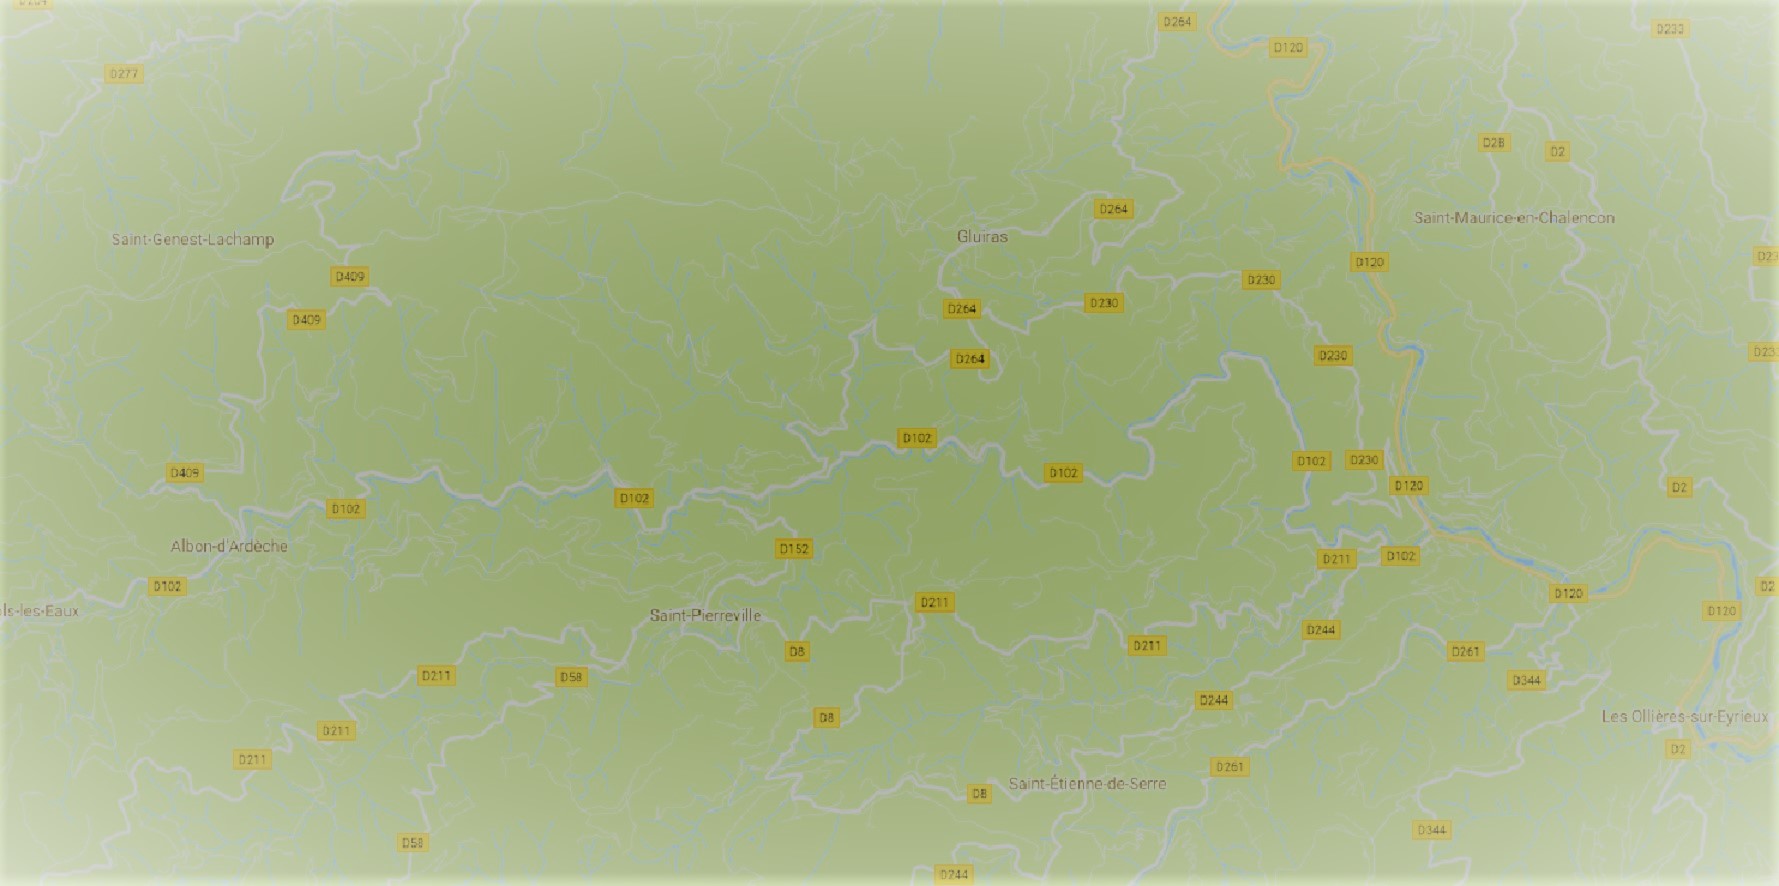 D264
D120
D233
D277
D28
D2
D264
Saint-Maurice-en-Chalencon
Gluiras
Saint-Genest-Lachamp
D120
D409
D230
D230
D264
D409
D230
D264
D102
D230
D102
D102
D409
D120
D2
D102
D102
Albon-d'Ardèche
D152
D102
D211
D102
D120
D2
D211
ls-les-Eaux
D120
Saint-Pierreville
D244
D211
D8
D261
D211
D58
D344
D244
Les Ollières-sur-Eyrieux
D8
D211
D2
D211
D261
Saint-Étienne-de-Serre
D8
D344
D58
D244